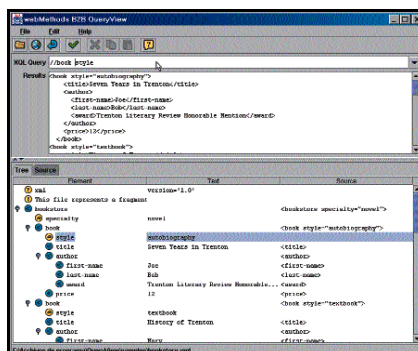 webMethods B2B QueryView
File Edit Help
XQL Query //book style
Results <book style="autobiography">
<title>Seven Years in Trenton</title>
<author>
<first-name>Joe</first-name>
<last-name>Bob</last-name>
<award>Trenton Literary Review Honorable Mention</award>
</author>
<price>12</price>
</book>
<book style="textbook">
Tree Source
Element Text Source
xml version='1.0'
This file represents a fragment
bookstore <bookstore specialty="novel">
specialty novel
book <book style="autobiography">
style autobiography
title Seven Years in Trenton <title>
author <author>
first-name Joe <first-name>
last-name Bob <last-name>
award Trenton Literary Review Honorable... <award>
price 12 <price>
book <book style="textbook">
style textbook
title History of Trenton <title>
author <author>
first-name Mary <first-name>